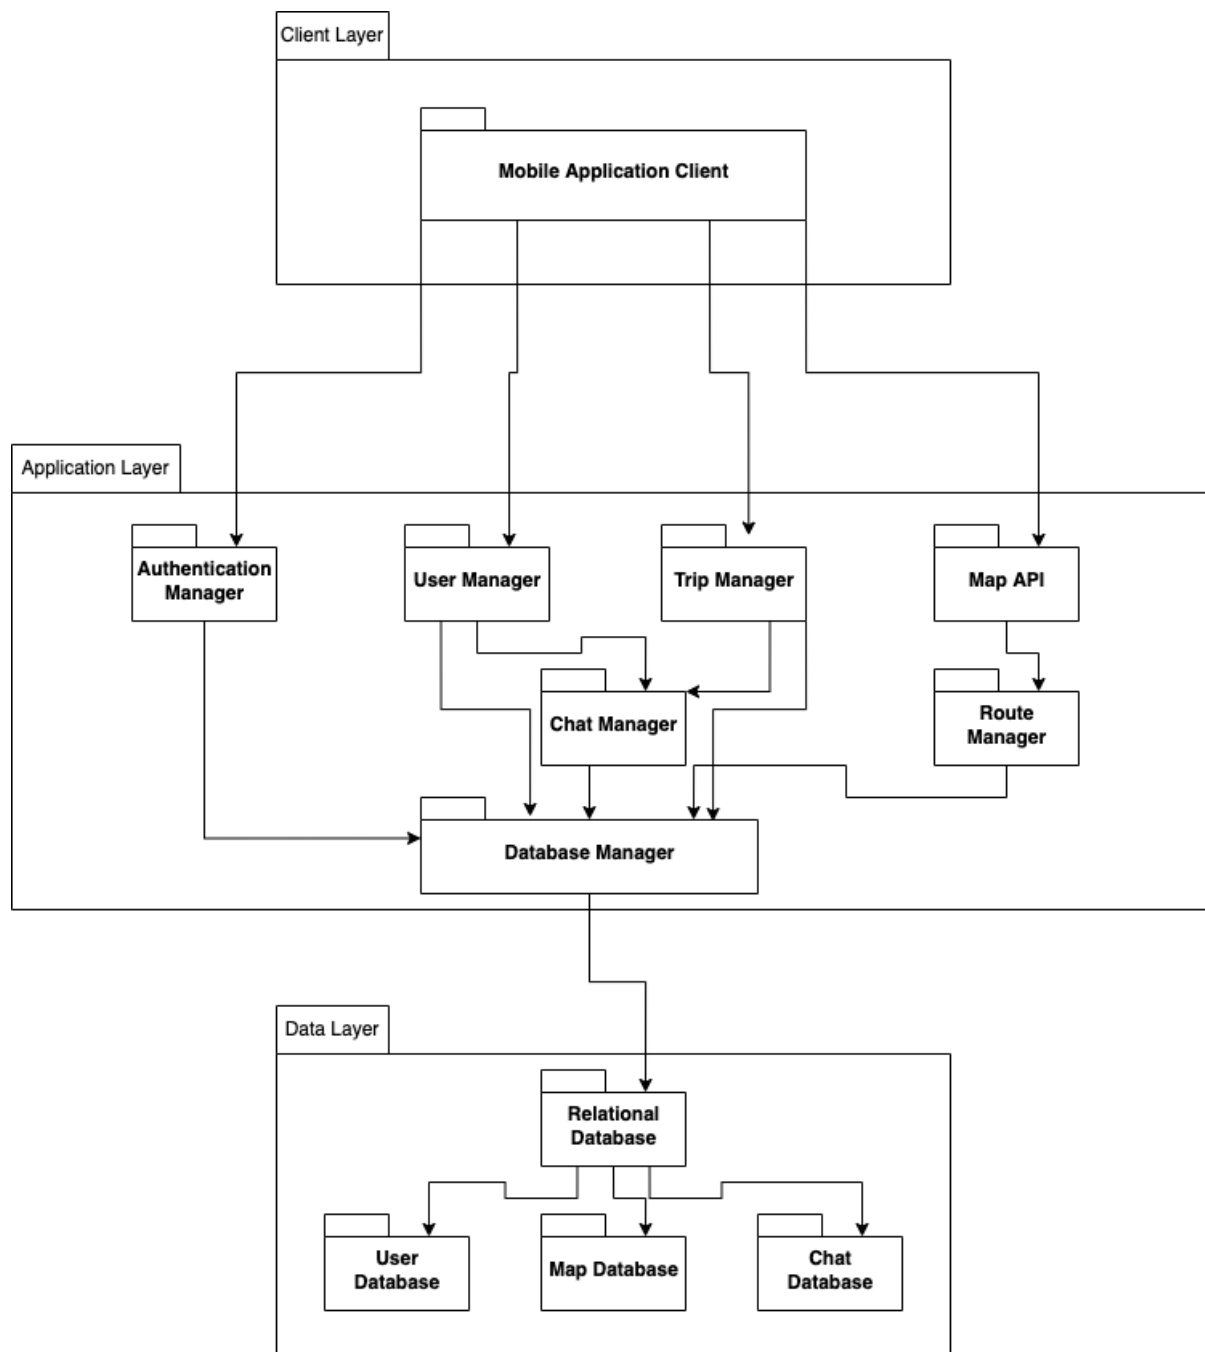 Client Layer
Mobile Application Client
Application Layer
Authentication
Manager
User Manager
Trip Manager
Map API
Chat Manager
Route
Manager
Database Manager
Data Layer
Relational
Database
User
Database
Map Database
Chat
Database